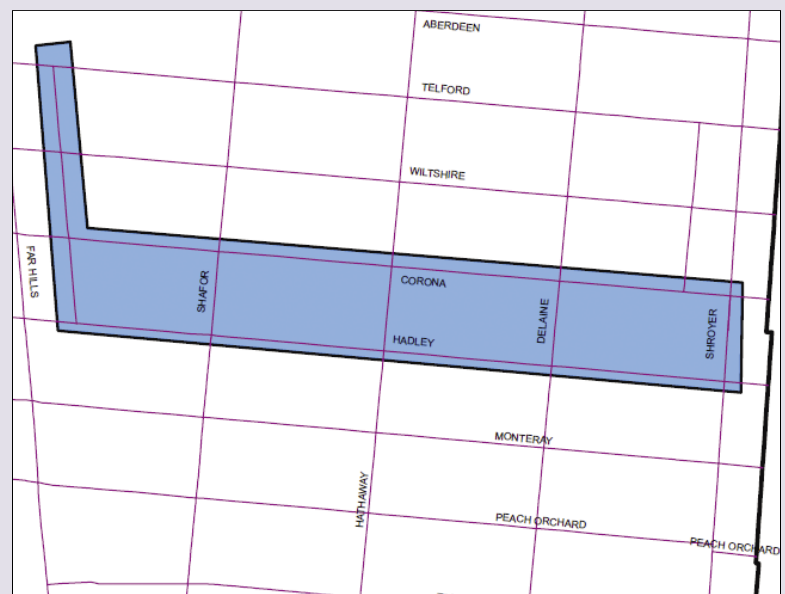 ABERDEEN
TELFORD
WILTSHIRE
FAR HILLS
SHAFOR
CORONA
DELAINE
SHROYER
HADLEY
MONTERAY
HATHAWAY
PEACH ORCHARD
PEACH ORCHARD